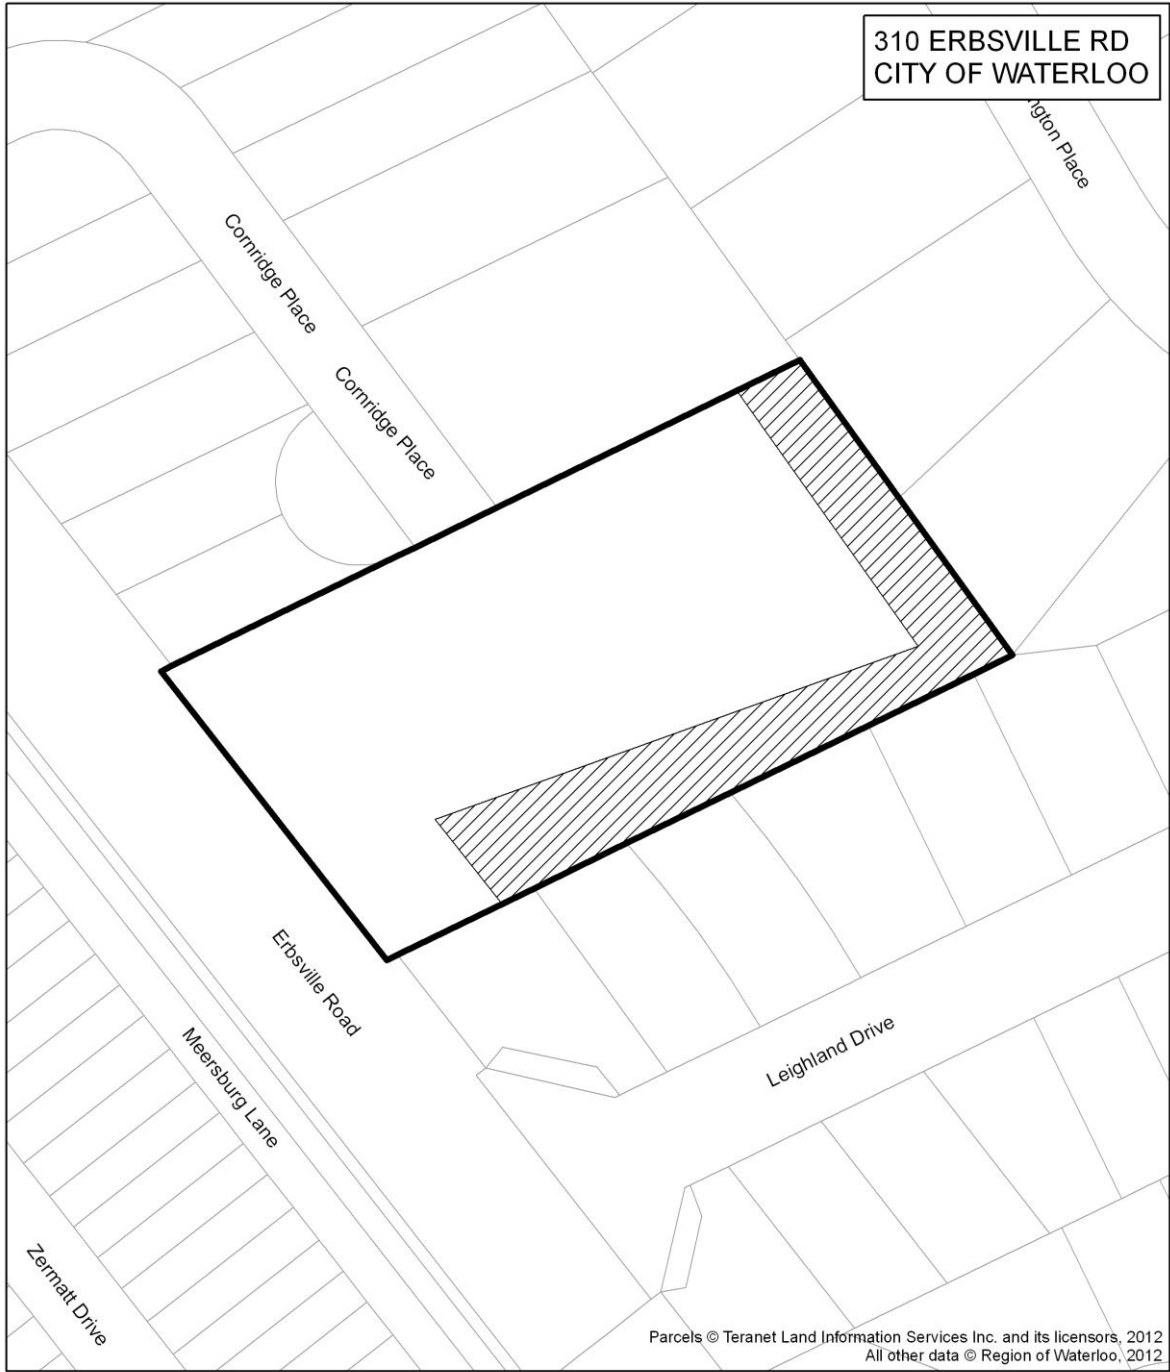 310 ERBSVILLE RD
CITY OF WATERLOO
Place
Cornridge Place
Cornridge Place
Erbsville Road
Leighland Drive
Meersburg Lane
Zermatt Drive
Parcels © Teranet Land Information Services Inc. and its licensors, 2012
All other data © Region of Waterloo, 2012